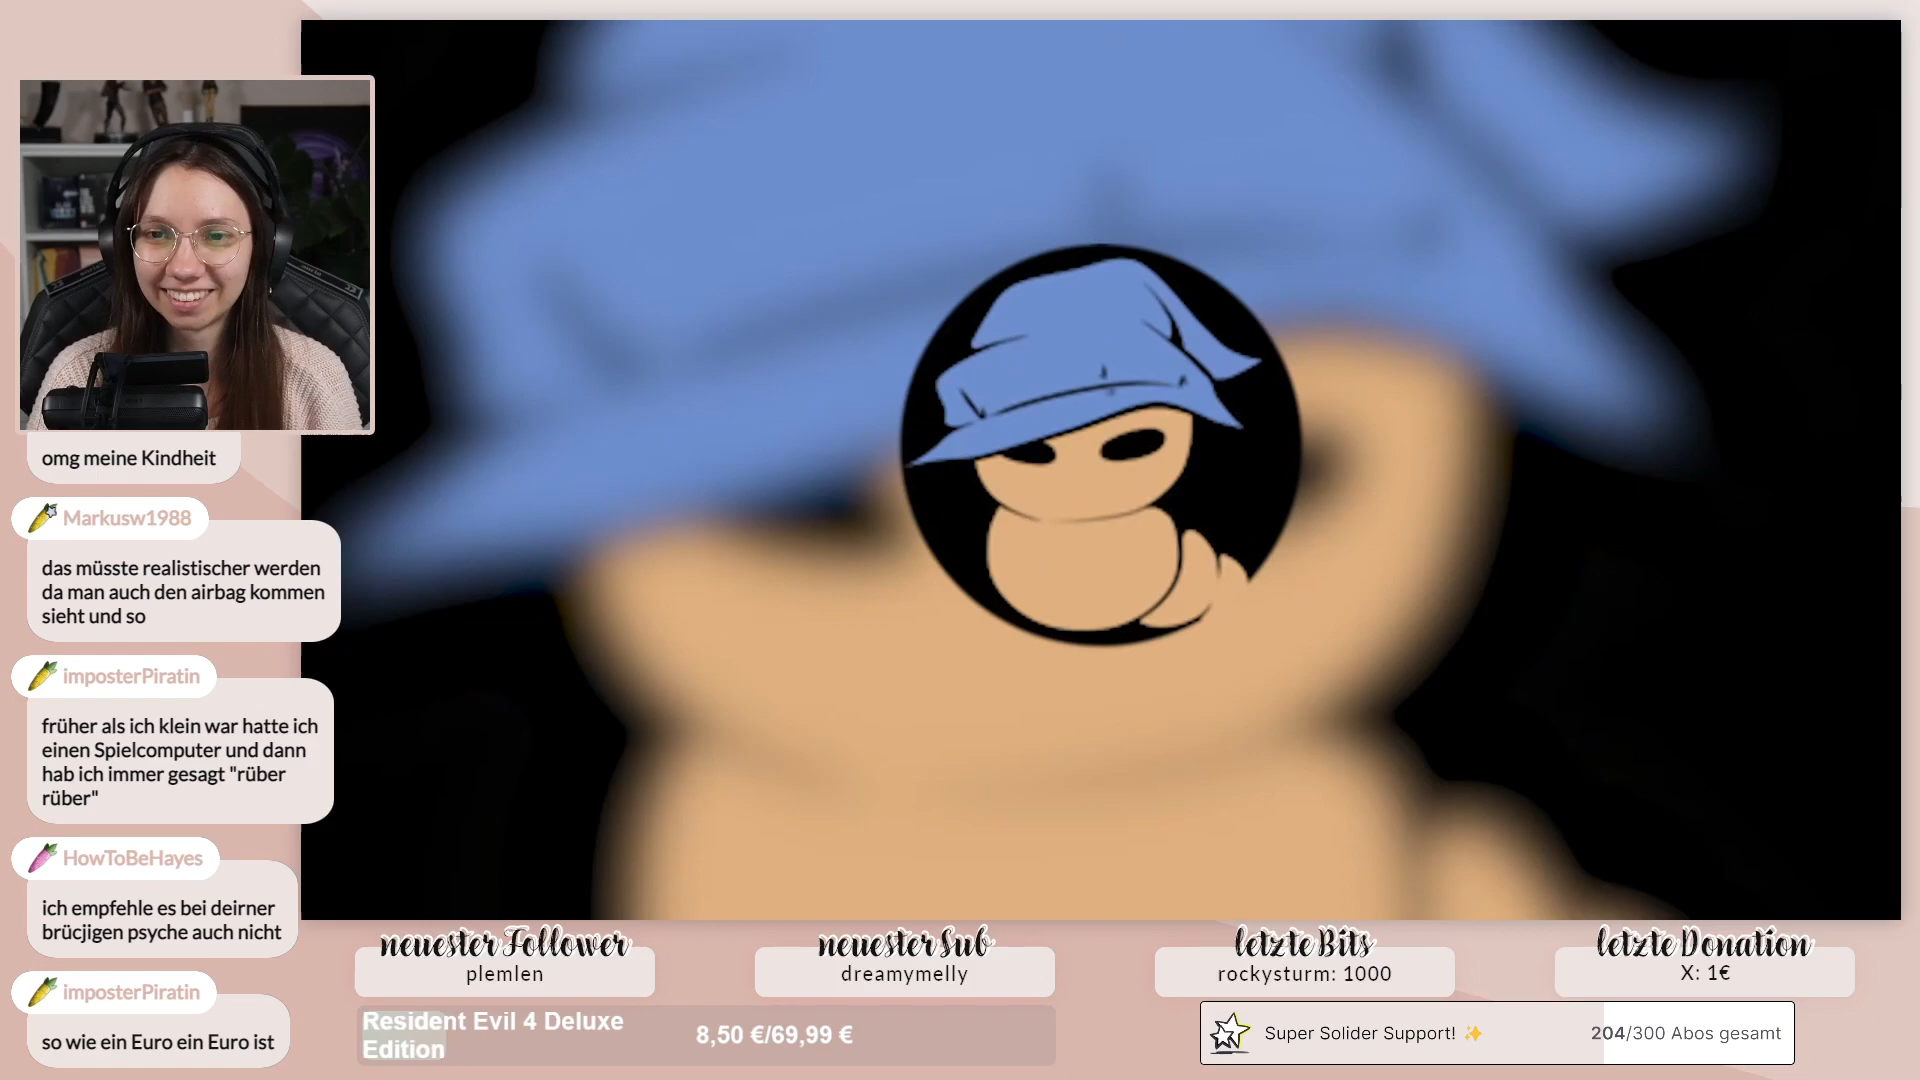 omg meine Kindheit
Markusw1988
das müsste realistischer werden
da man auch den airbag kommen
sieht und so
imposterPiratin
früher als ich klein war hatte ich
einen Spielcomputer und dann
hab ich immer gesagt "rüber
rüber"
HowToBeHayes
ich empfehle es bei deirner
brücjigen psyche auch nicht
imposterPiratin
so wie ein Euro ein Euro ist
neuester Follower
plemlen
neuester Sub
dreamymelly
letzte Bits
rockysturm: 1000
letzte Donation
X: 1€
Resident Evil 4 Deluxe
Edition
8,50 €/69,99 €
Super Solider Support! ✨
204/300 Abos gesamt